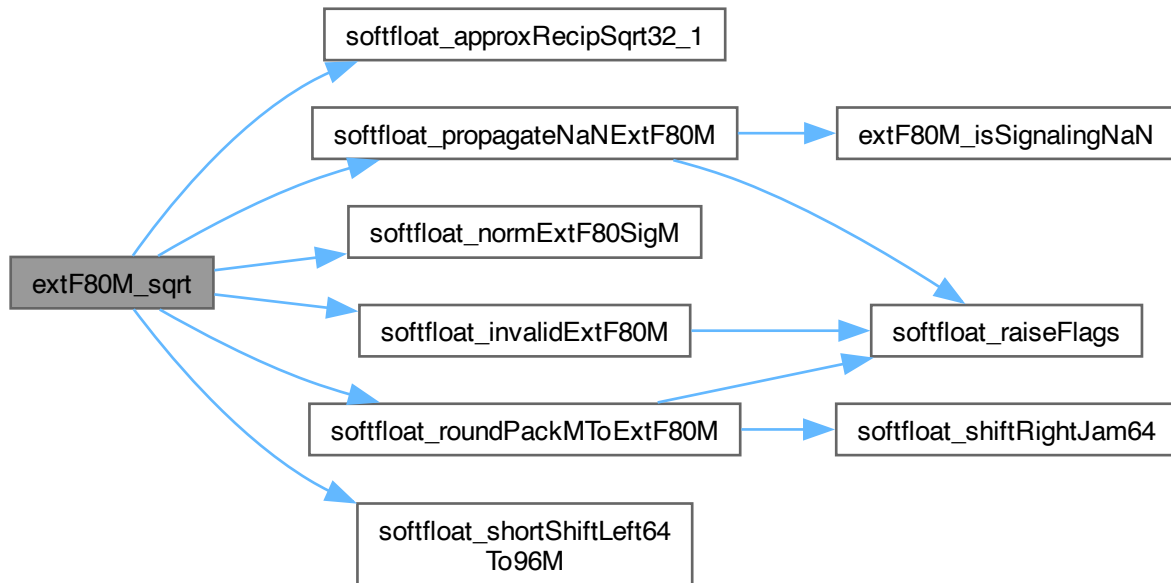 softfloat_approxRecipSqrt32_1
softfloat_propagateNaNExtF80M
extF80M_isSignalingNaN
softfloat_normExtF80SigM
extF80M_sqrt
softfloat_invalidExtF80M
softfloat_raiseFlags
softfloat_roundPackMToExtF80M
softfloat_shiftRightJam64
softfloat_shortShiftLeft64
To96M